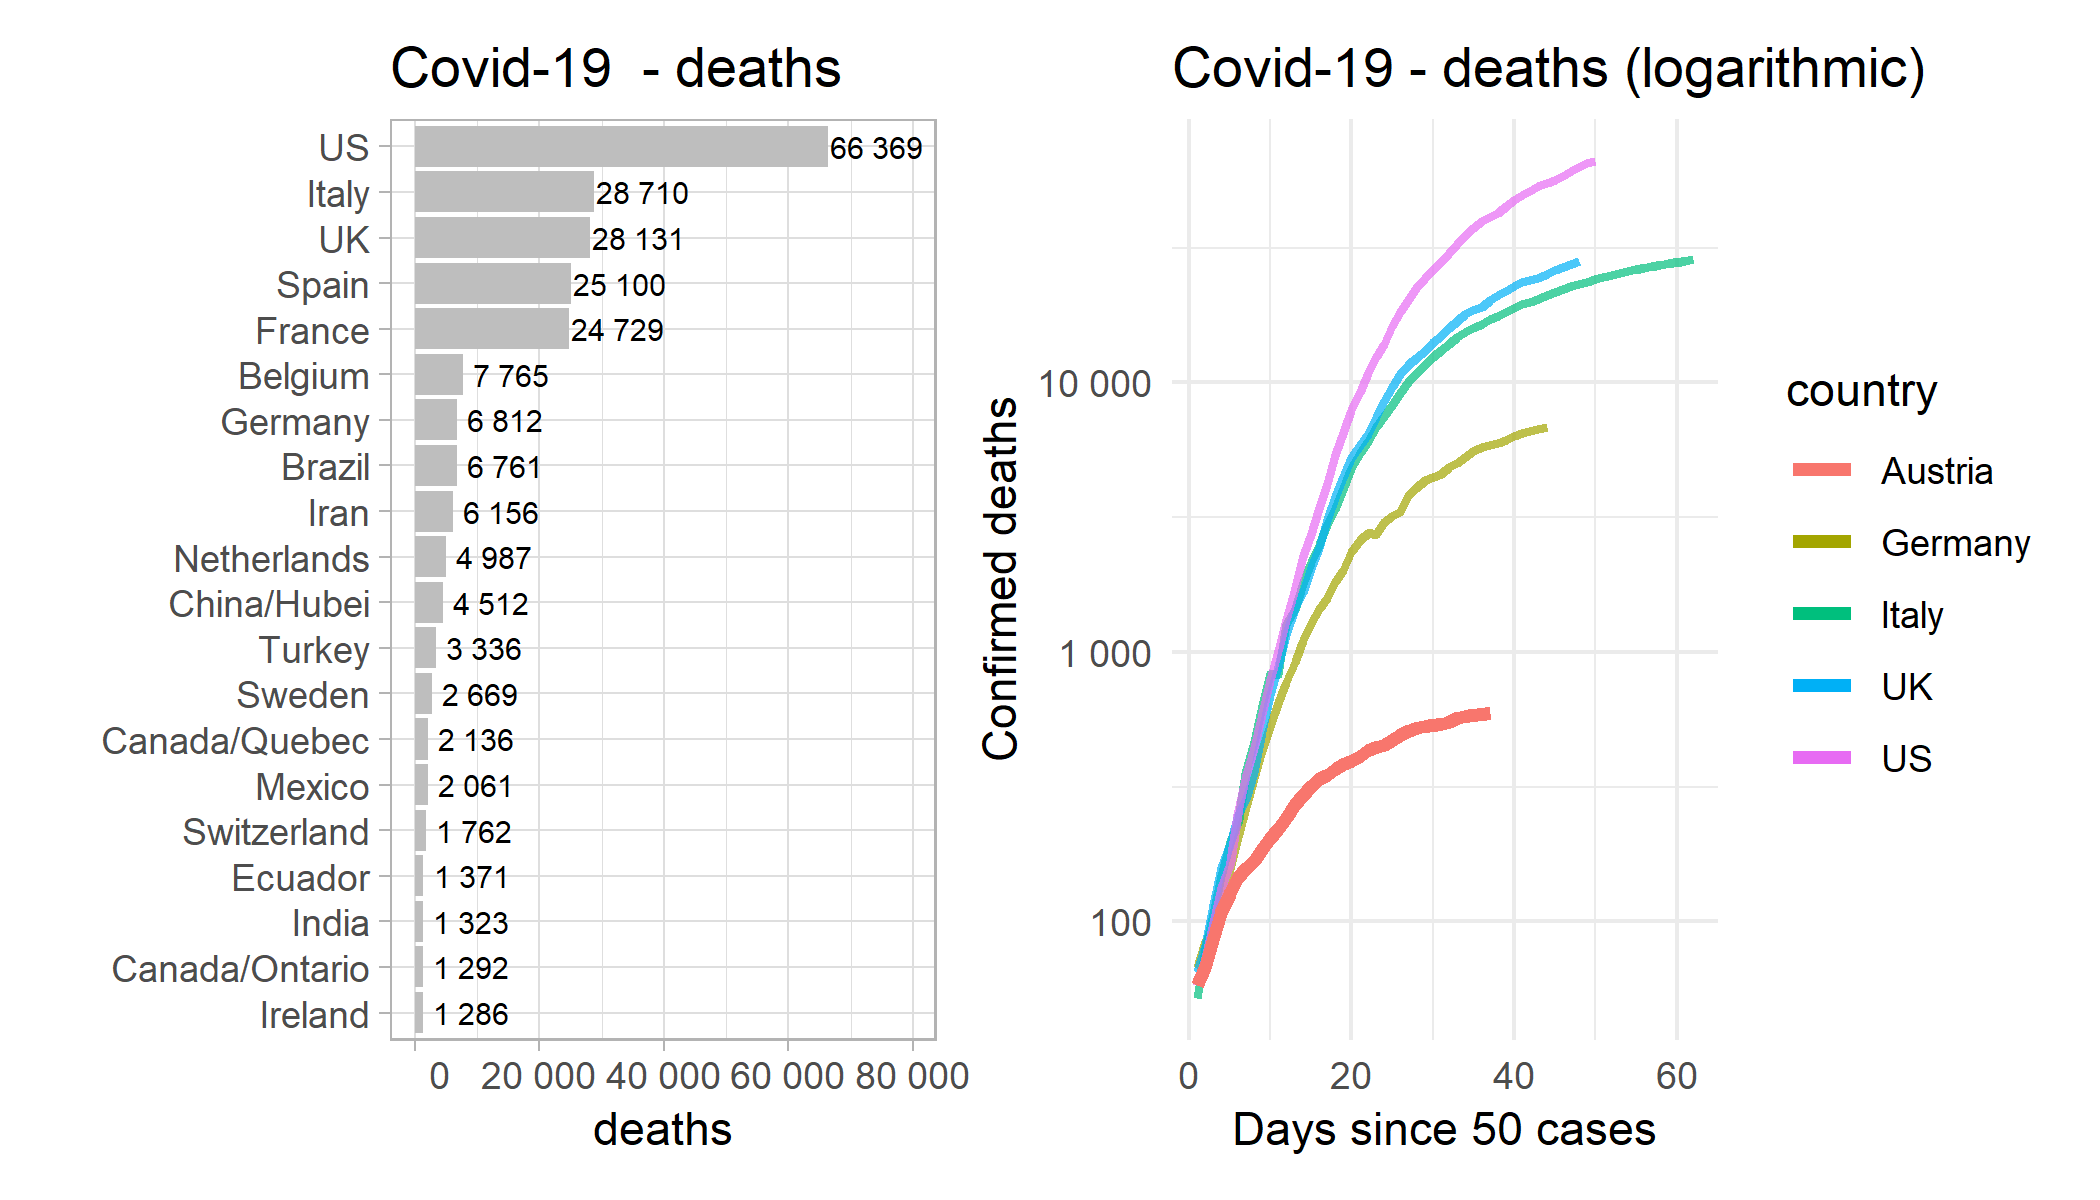 Covid-19  - deaths
US
66 369
Italy
28 710
UK
28 131
Spain
25 100
France
24 729
Belgium
7 765
Germany
6 812
Brazil
6 761
Iran
6 156
Netherlands
4 987
China/Hubei
4 512
Turkey
3 336
Sweden
2 669
Canada/Quebec
2 136
Mexico
2 061
Switzerland
1 762
Ecuador
1 371
India
1 323
Canada/Ontario
1 292
Ireland
1 286
0 20 000 40 000 60 000 80 000
deaths
Covid-19 - deaths (logarithmic)
Confirmed deaths
10 000
1 000
100
0 20 40 60
Days since 50 cases
country
Austria
Germany
Italy
UK
US